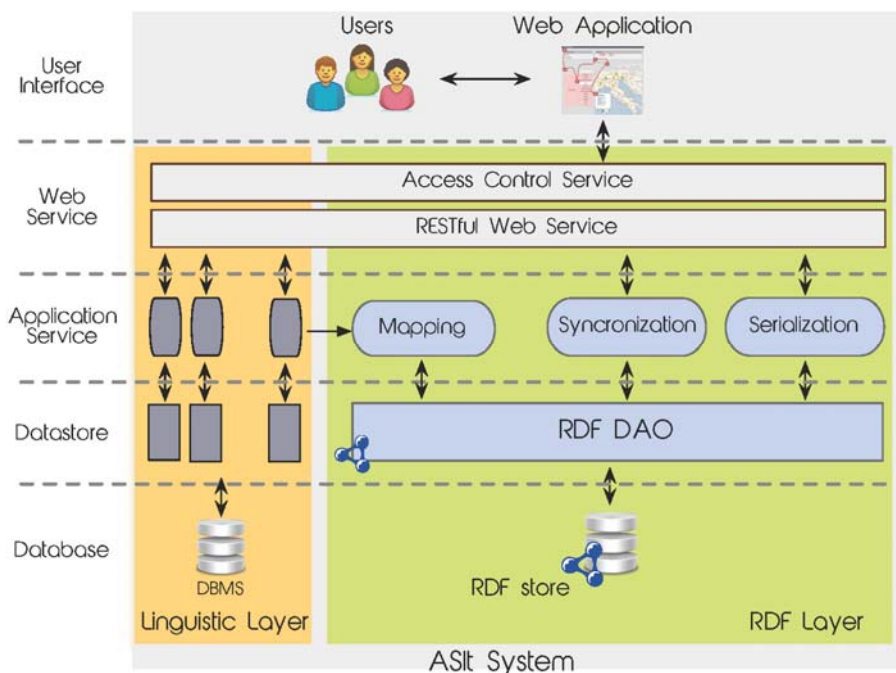 Users
Web Application
User
Interface
Web
Service
Access Control Service
RESTful Web Service
Application
Service
Mapping
Syncronization
Serialization
Datastore
RDF DAO
Database
DBMS
RDF store
Linguistic Layer
RDF Layer
ASIt System